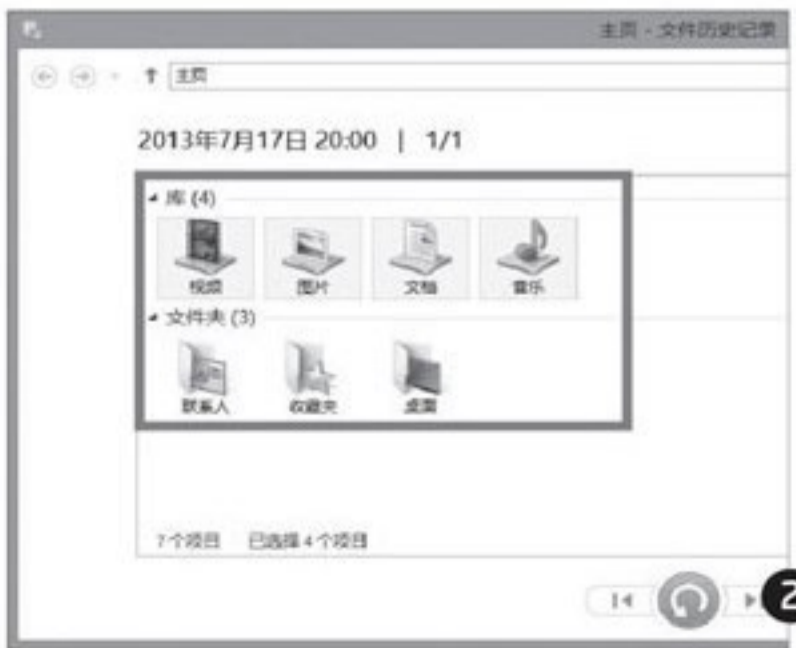 主页 - 文件历史记录
主页
2013年7月17日 20:00 | 1/1
库 (4)
视频 图片 文档 音乐
文件夹 (3)
联系人 收藏夹 桌面
7 个项目 已选择 4 个项目
2